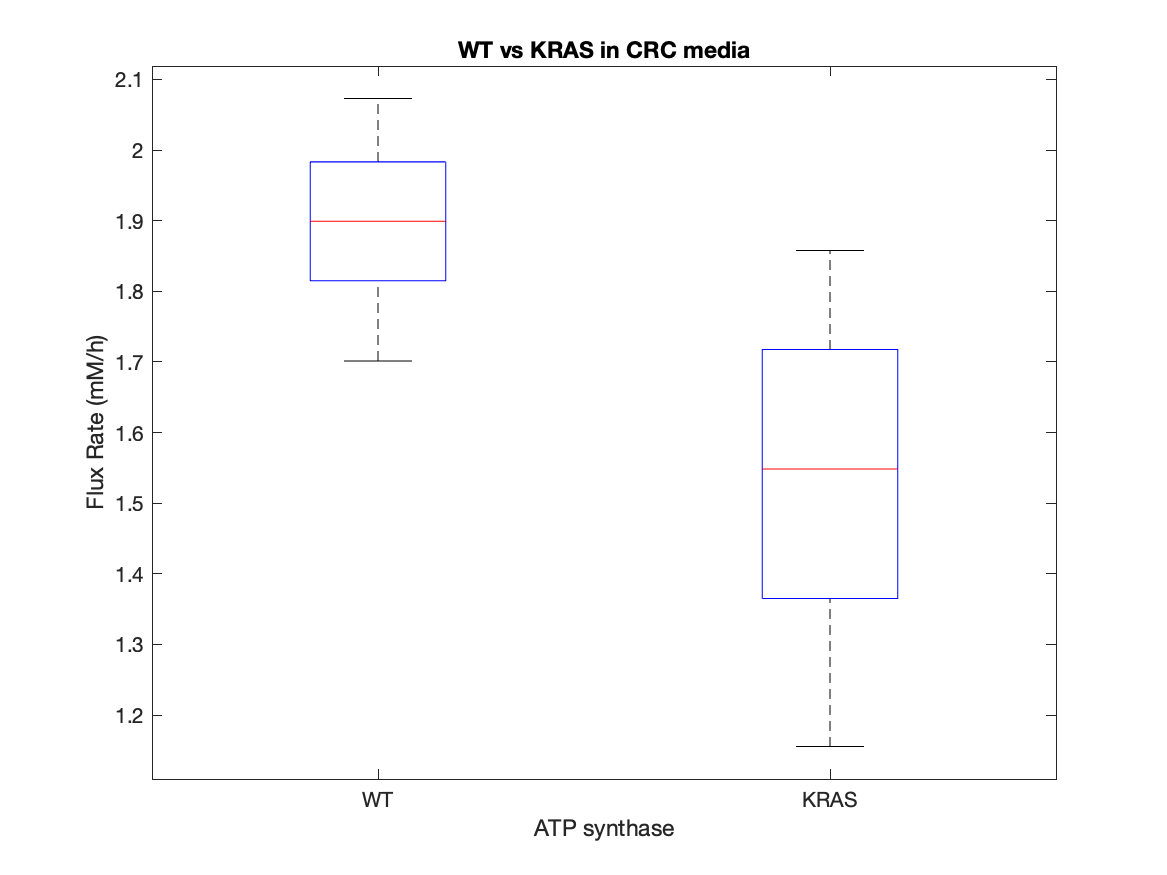 WT vs KRAS in CRC media
2.1
2
1.9
1.8
1.7
1.6
1.5
1.4
1.3
1.2
Flux Rate (mM/h)
WT
KRAS
ATP synthase